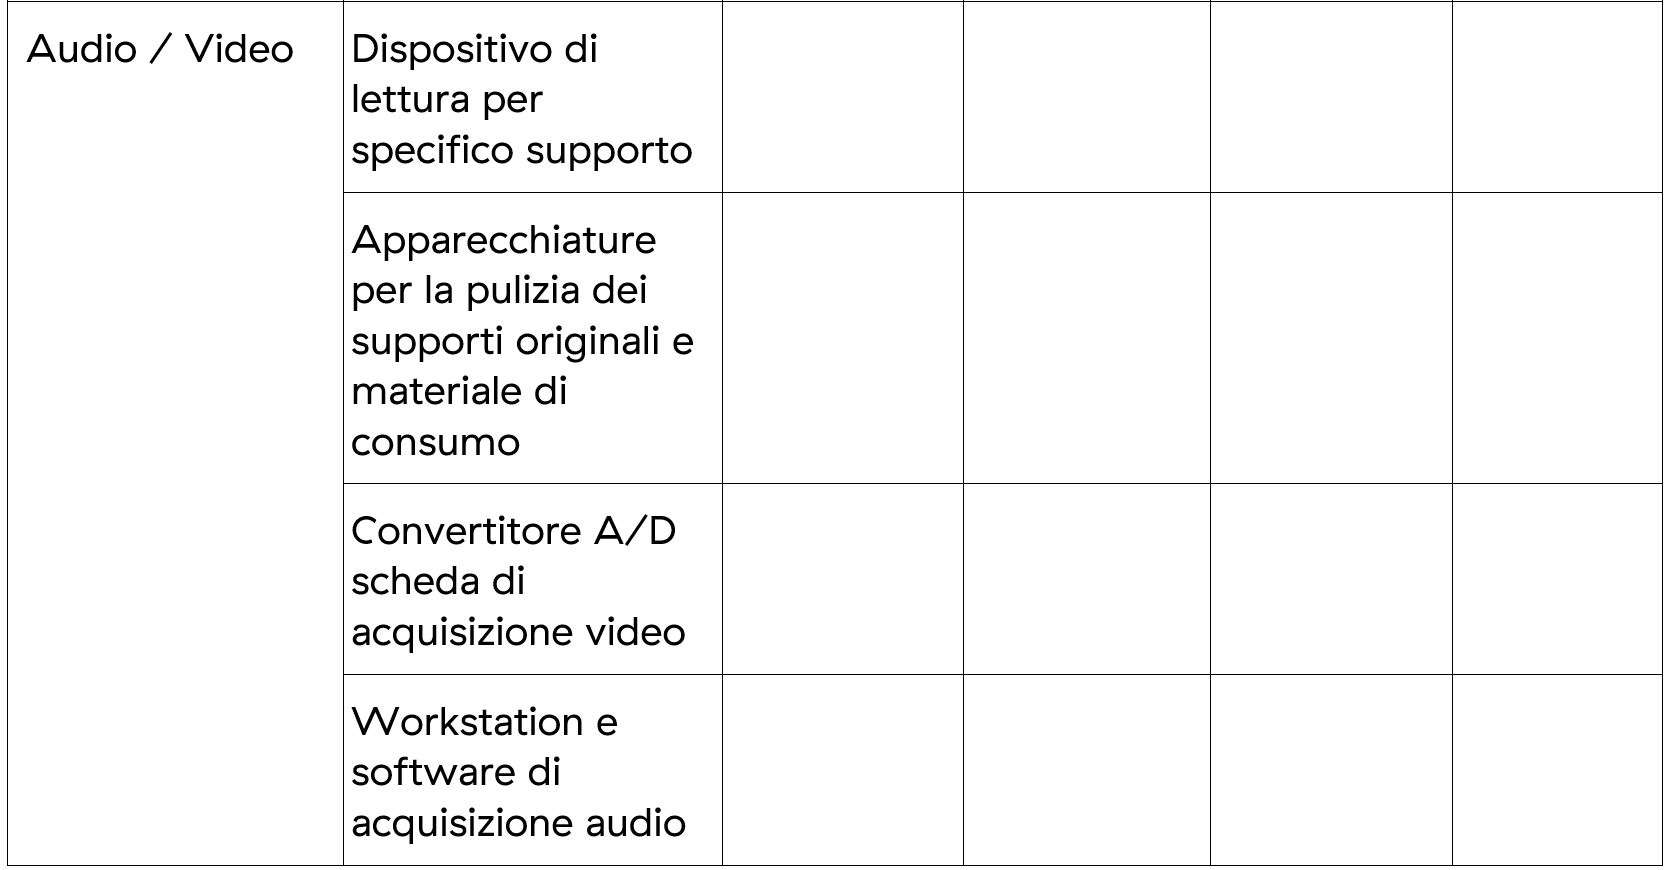 Audio / Video
Dispositivo di
lettura per
specifico supporto
Apparecchiature
per la pulizia dei
supporti originali e
materiale di
consumo
Convertitore A/D
scheda di
acquisizione video
Workstation e
software di
acquisizione audio